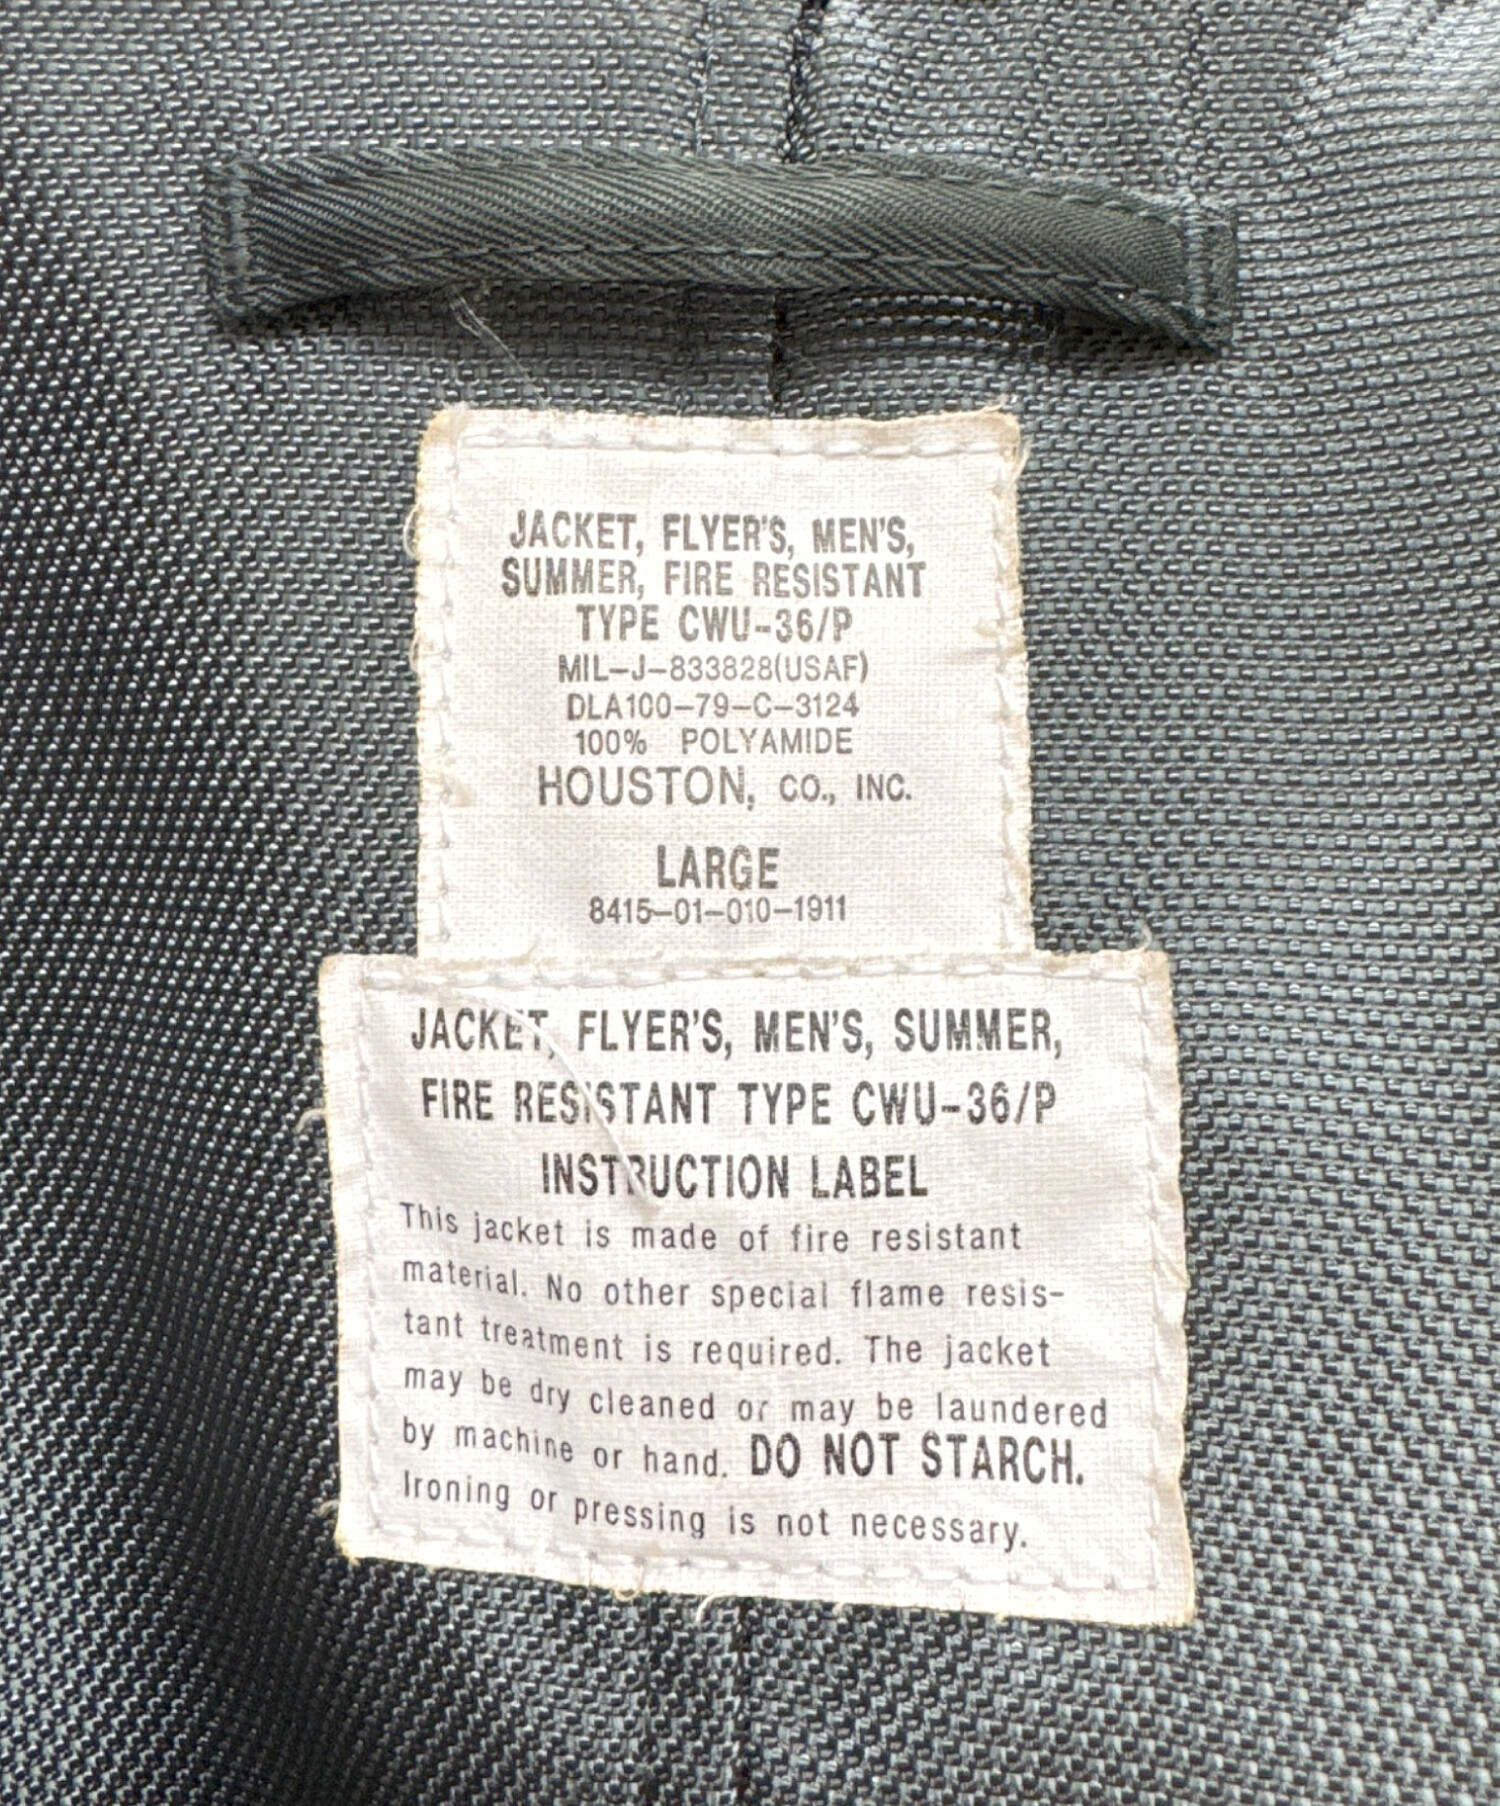 JACKET, FLYER'S, MEN'S,
SUMMER, FIRE RESISTANT
TYPE CWU-36/P
MIL-J-833828(USAF)
DLA100-79-C-3124
100% POLYAMIDE
HOUSTON, CO., INC.
LARGE
8415-01-010-1911
JACKET, FLYER'S, MEN'S, SUMMER,
FIRE RESISTANT TYPE CWU-36/P
INSTRUCTION LABEL
This jacket is made of fire resistant
material. No other special flame resis-
tant treatment is required. The jacket
may be dry cleaned or may be laundered
by machine or hand. DO NOT STARCH.
Ironing or pressing is not necessary.